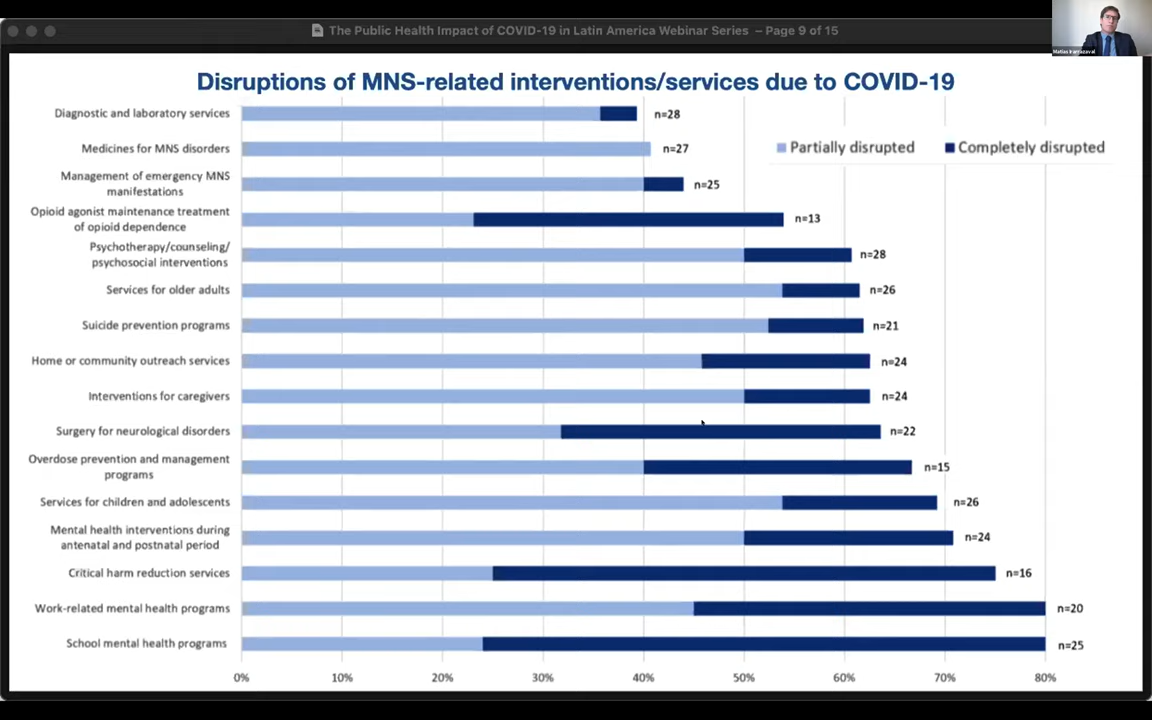 The Public Health Impact of COVID-19 in Latin America Webinar Series – Page 9 of 15
Disruptions of MNS-related interventions/services due to COVID-19
Partially disrupted
Completely disrupted
Diagnostic and laboratory services
n=28
Medicines for MNS disorders
n=27
Management of emergency MNS
manifestations
n=25
Opioid agonist maintenance treatment
of opioid dependence
n=13
Psychotherapy/counseling/
psychosocial interventions
n=28
Services for older adults
n=26
Suicide prevention programs
n=21
Home or community outreach services
n=24
Interventions for caregivers
n=24
Surgery for neurological disorders
n=22
Overdose prevention and management
programs
n=15
Services for children and adolescents
n=26
Mental health interventions during
antenatal and postnatal period
n=24
Critical harm reduction services
n=16
Work-related mental health programs
n=20
School mental health programs
n=25
0% 10% 20% 30% 40% 50% 60% 70% 80%